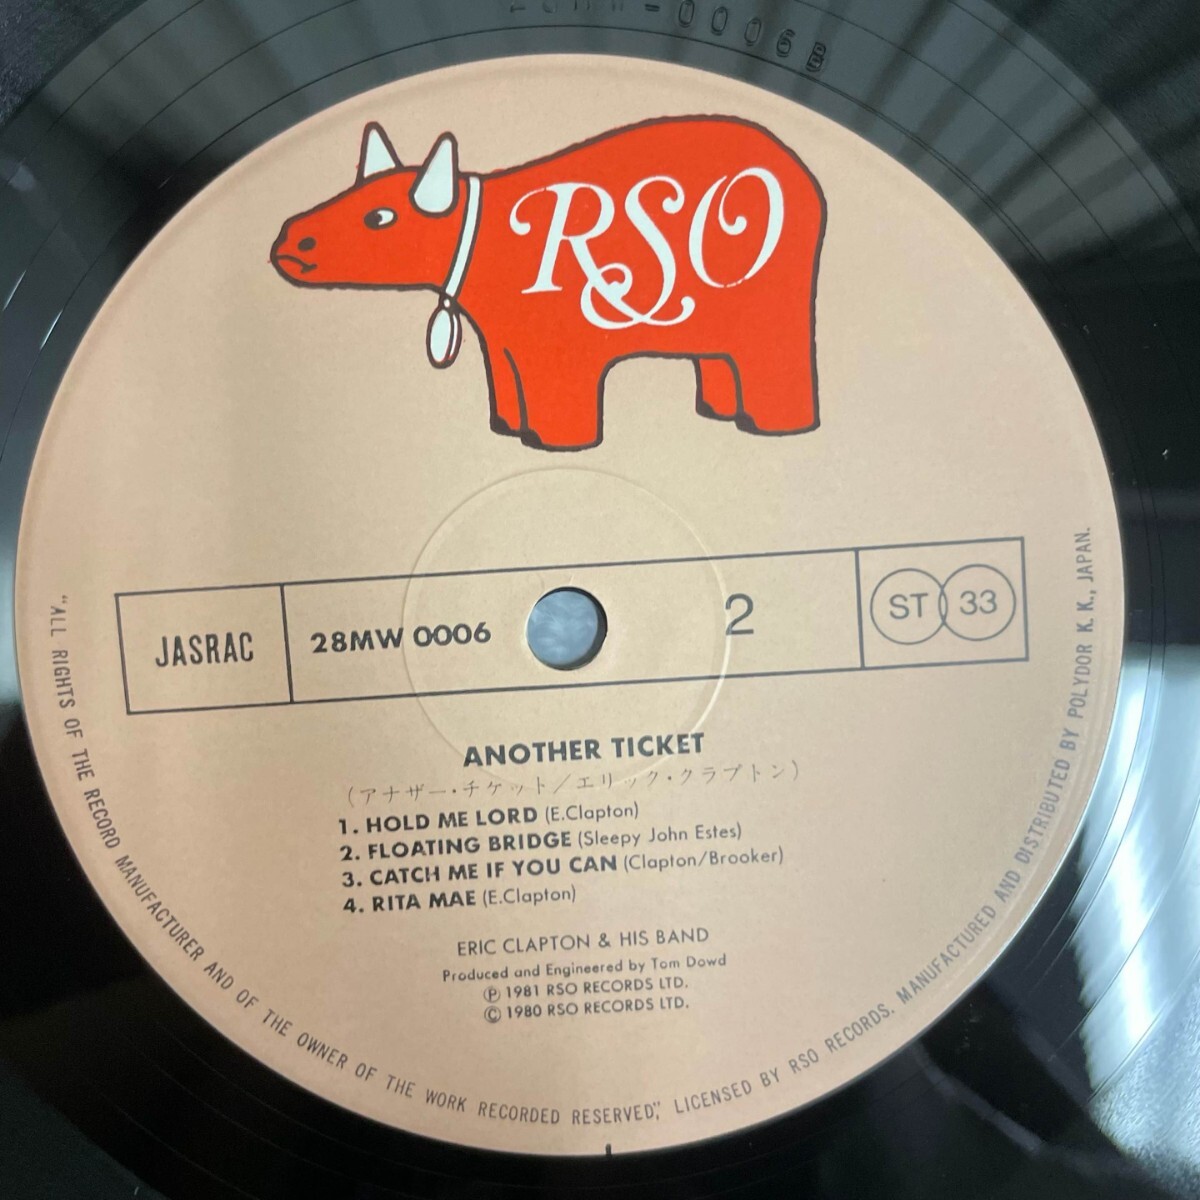 -0006B
RSO
JASRAC
28MW 0006
2
ST 33
ANOTHER TICKET
(アナザー・チケット/エリック・クラプトン)
1. HOLD ME LORD (E.Clapton)
2. FLOATING BRIDGE (Sleepy John Estes)
3. CATCH ME IF YOU CAN (Clapton/Brooker)
4. RITA MAE (E.Clapton)
ERIC CLAPTON & HIS BAND
Produced and Engineered by Tom Dowd
Ⓟ 1981 RSO RECORDS LTD.
© 1980 RSO RECORDS LTD.
"ALL RIGHTS OF THE RECORD MANUFACTURER AND OF THE OWNER OF THE WORK RECORDED RESERVED", LICENSED BY RSO RECORDS. MANUFACTURED AND DISTRIBUTED BY POLYDOR K.K., JAPAN.